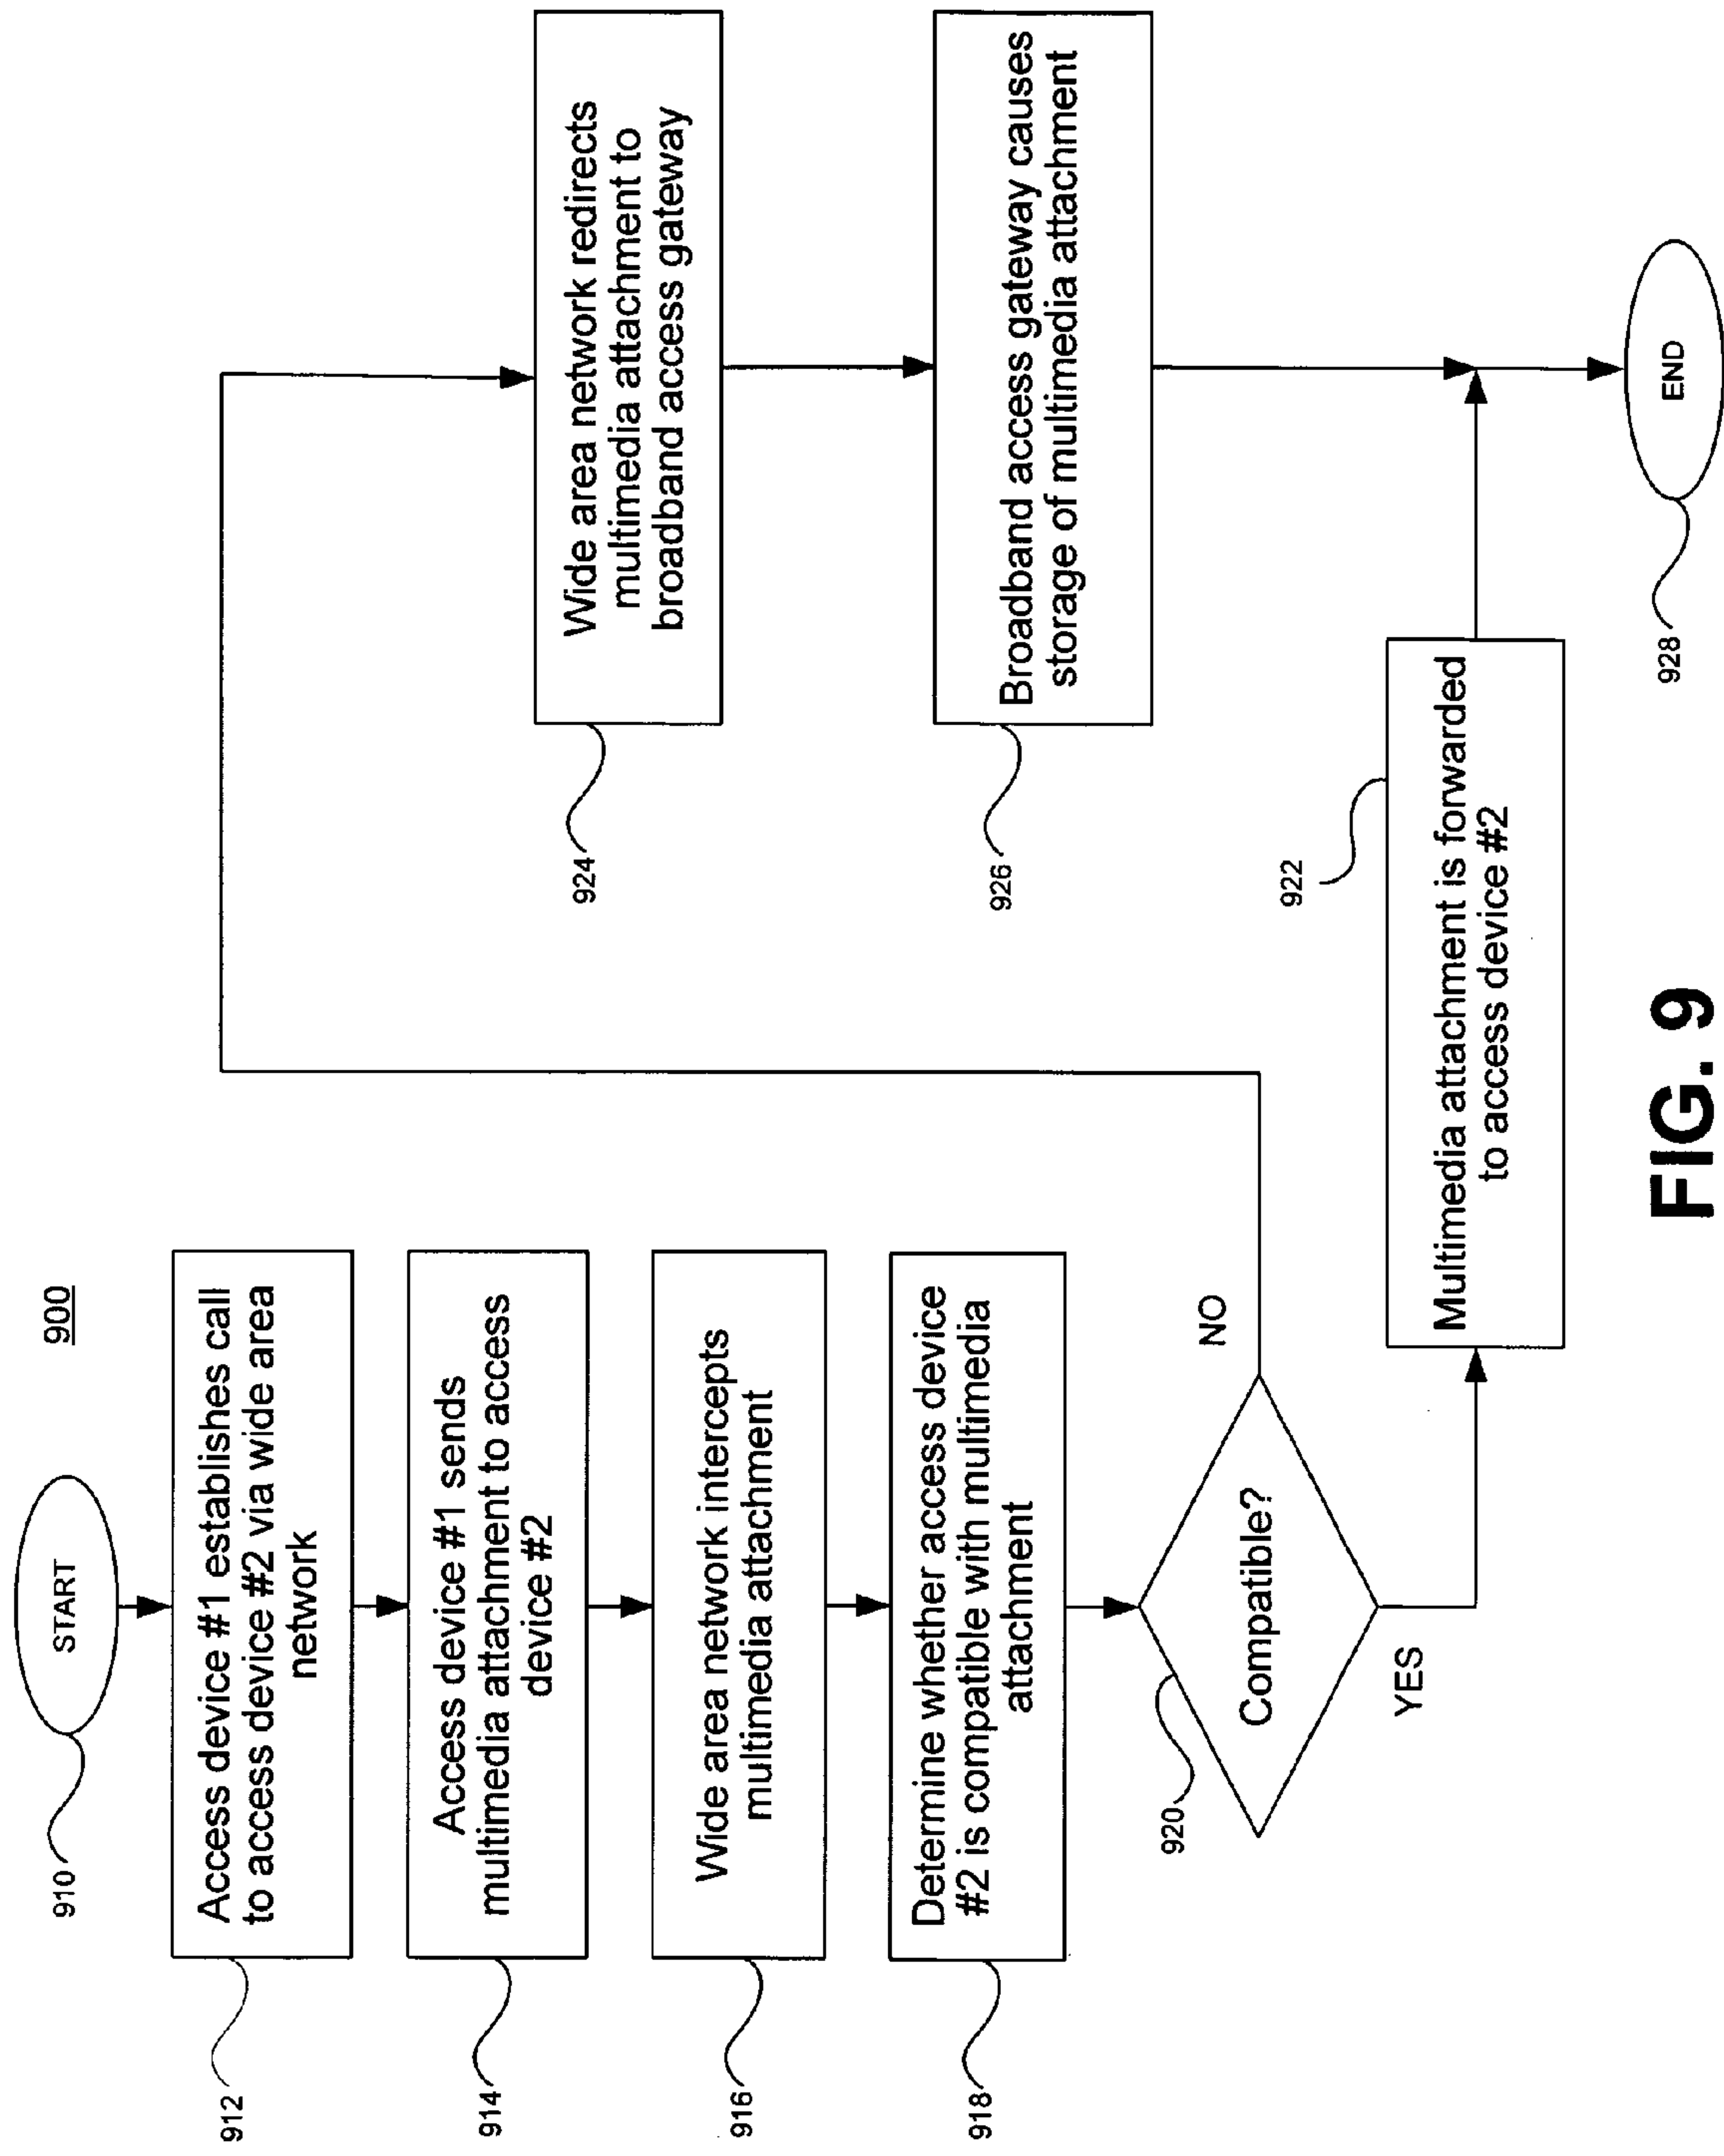 900
START
910
Access device #1 establishes call
to access device #2 via wide area
network
912
Access device #1 sends
multimedia attachment to access
device #2
914
Wide area network intercepts
multimedia attachment
916
Determine whether access device
#2 is compatible with multimedia
attachment
918
Compatible?
920
NO
YES
Multimedia attachment is forwarded
to access device #2
922
Wide area network redirects
multimedia attachment to
broadband access gateway
924
Broadband access gateway causes
storage of multimedia attachment
926
END
928
FIG. 9